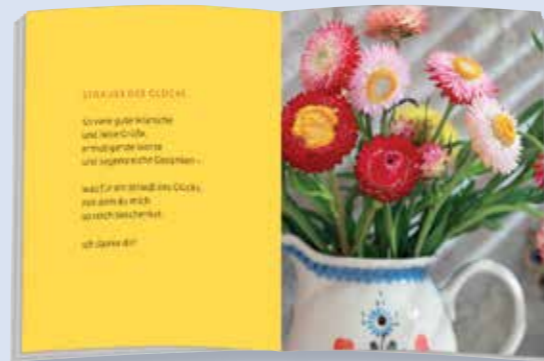 STRAUSS DES GLÜCKS
So viele gute Wünsche
und liebe Grüße,
ermutigende Worte
und segensreiche Gedanken –
was für ein Strauß des Glücks,
mit dem du mich
so reich beschenkst.
Ich danke dir!